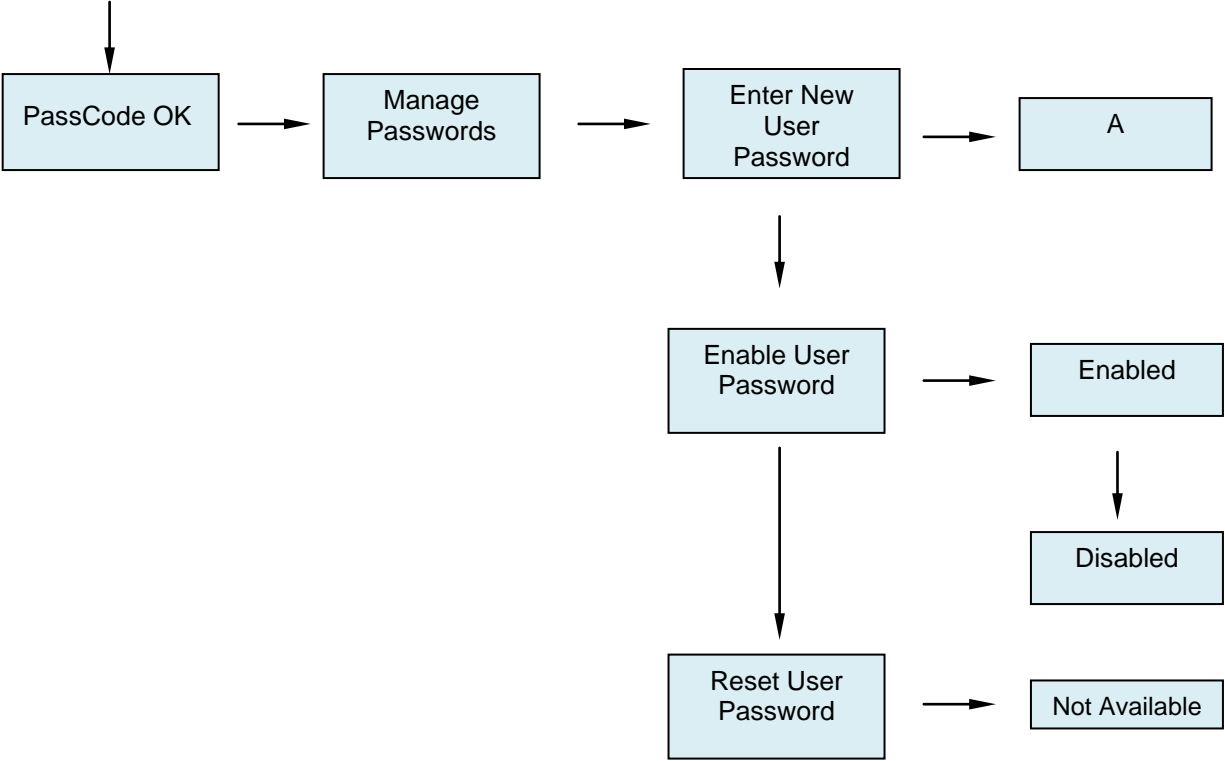 PassCode OK
Manage
Passwords
Enter New
User
Password
A
Enable User
Password
Enabled
Disabled
Reset User
Password
Not Available